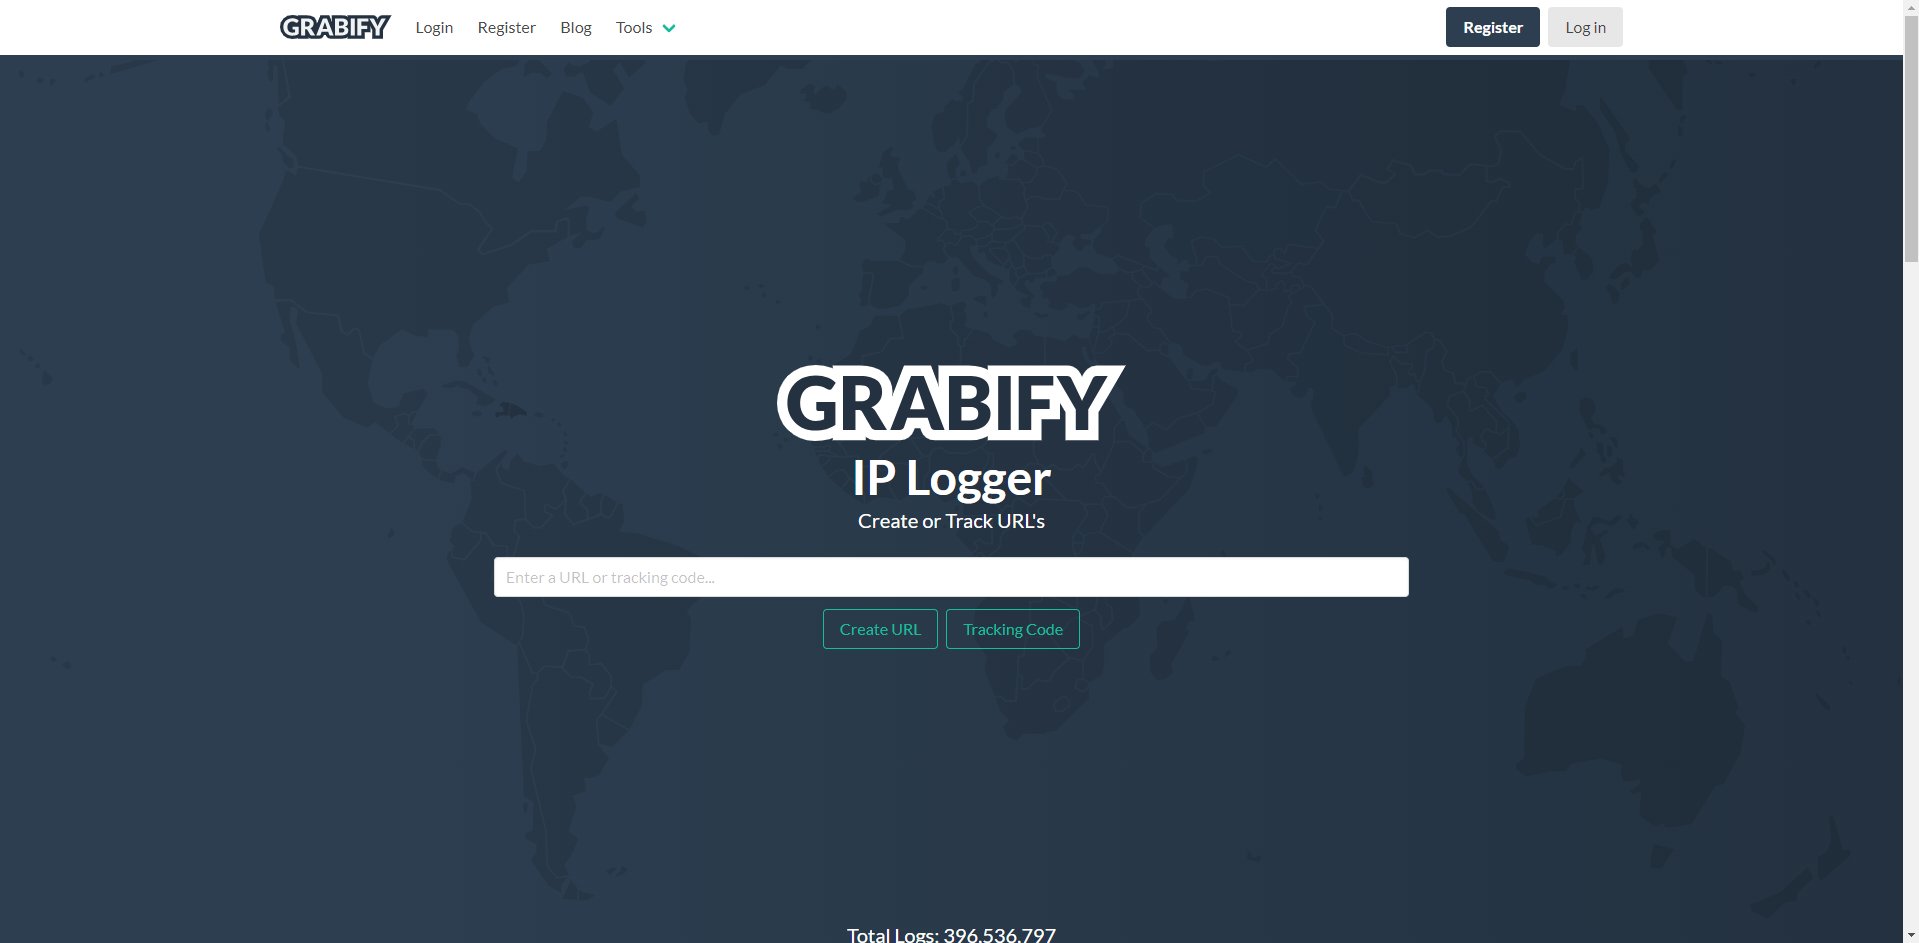 GRABIFY Login Register Blog Tools Register Log in
GRABIFY
IP Logger
Create or Track URL's
Enter a URL or tracking code...
Create URL Tracking Code
Total Logs: 396,536,797